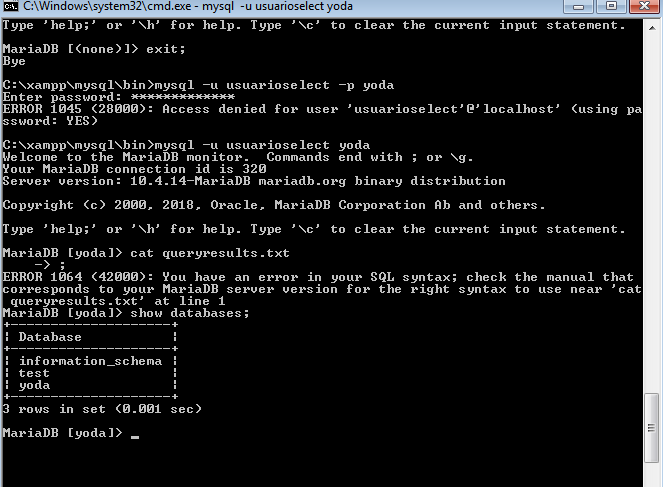 C:\Windows\system32\cmd.exe - mysql -u usuarioselect yoda
Type 'help;' or '\h' for help. Type '\c' to clear the current input statement.
MariaDB [(none)]> exit;
Bye
C:\xampp\mysql\bin>mysql -u usuarioselect -p yoda
Enter password: *************
ERROR 1045 (28000): Access denied for user 'usuarioselect'@'localhost' (using pa
ssword: YES)
C:\xampp\mysql\bin>mysql -u usuarioselect yoda
Welcome to the MariaDB monitor.  Commands end with ; or \g.
Your MariaDB connection id is 320
Server version: 10.4.14-MariaDB mariadb.org binary distribution
Copyright (c) 2000, 2018, Oracle, MariaDB Corporation Ab and others.
Type 'help;' or '\h' for help. Type '\c' to clear the current input statement.
MariaDB [yoda]> cat queryresults.txt
    -> ;
ERROR 1064 (42000): You have an error in your SQL syntax; check the manual that
corresponds to your MariaDB server version for the right syntax to use near 'cat
 queryresults.txt' at line 1
MariaDB [yoda]> show databases;
+--------------------+
| Database           |
+--------------------+
| information_schema |
| test               |
| yoda               |
+--------------------+
3 rows in set (0.001 sec)
MariaDB [yoda]> _